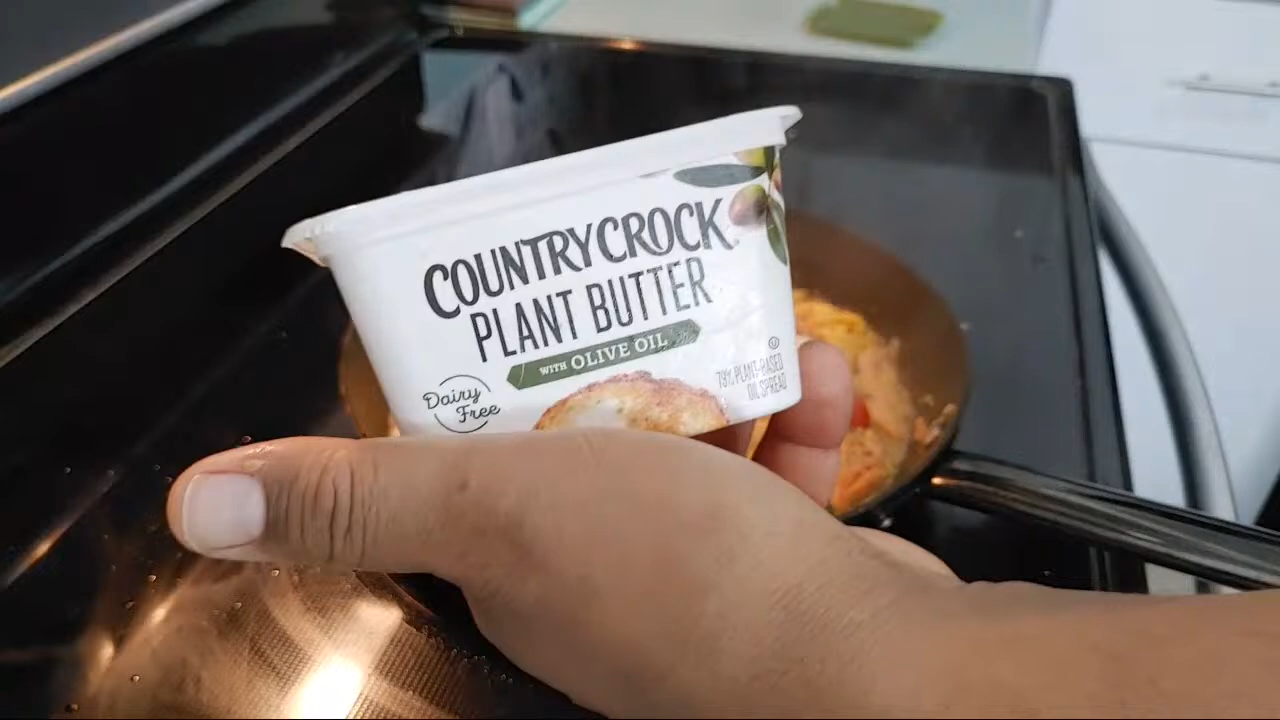 COUNTRY CROCK
PLANT BUTTER
WITH OLIVE OIL
Dairy
Free
79% PLANT-BASED
OIL SPREAD